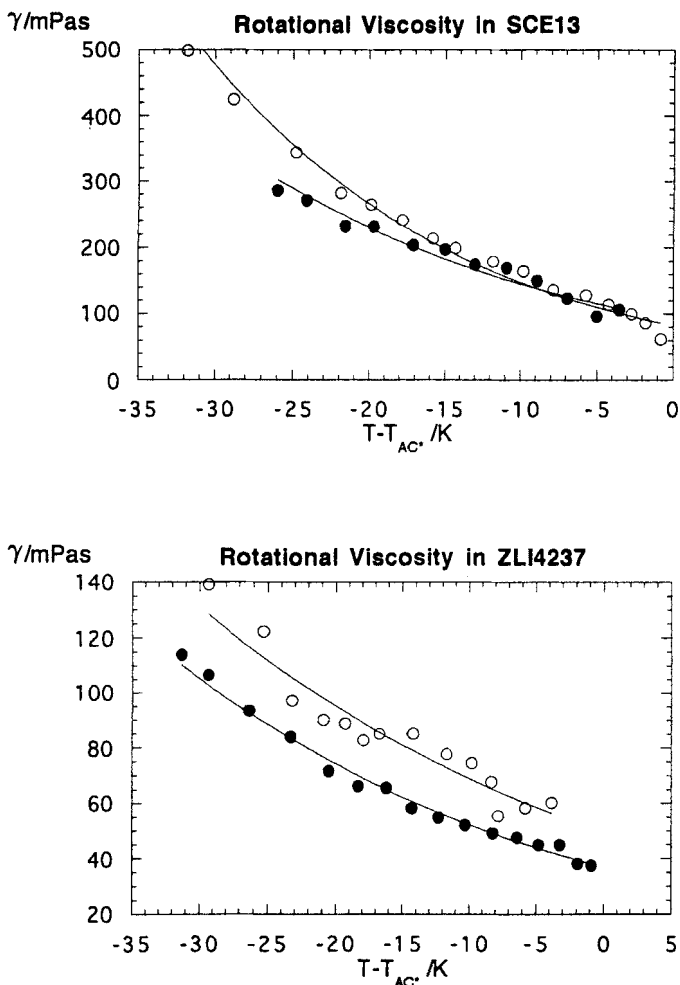 γ/mPas
Rotational Viscosity in SCE13
500
400
300
200
100
0
-35 -30 -25 -20 -15 -10 -5 0
T-T_AC* /K
γ/mPas
Rotational Viscosity in ZLI4237
140
120
100
80
60
40
20
-35 -30 -25 -20 -15 -10 -5 0 5
T-T_AC* /K